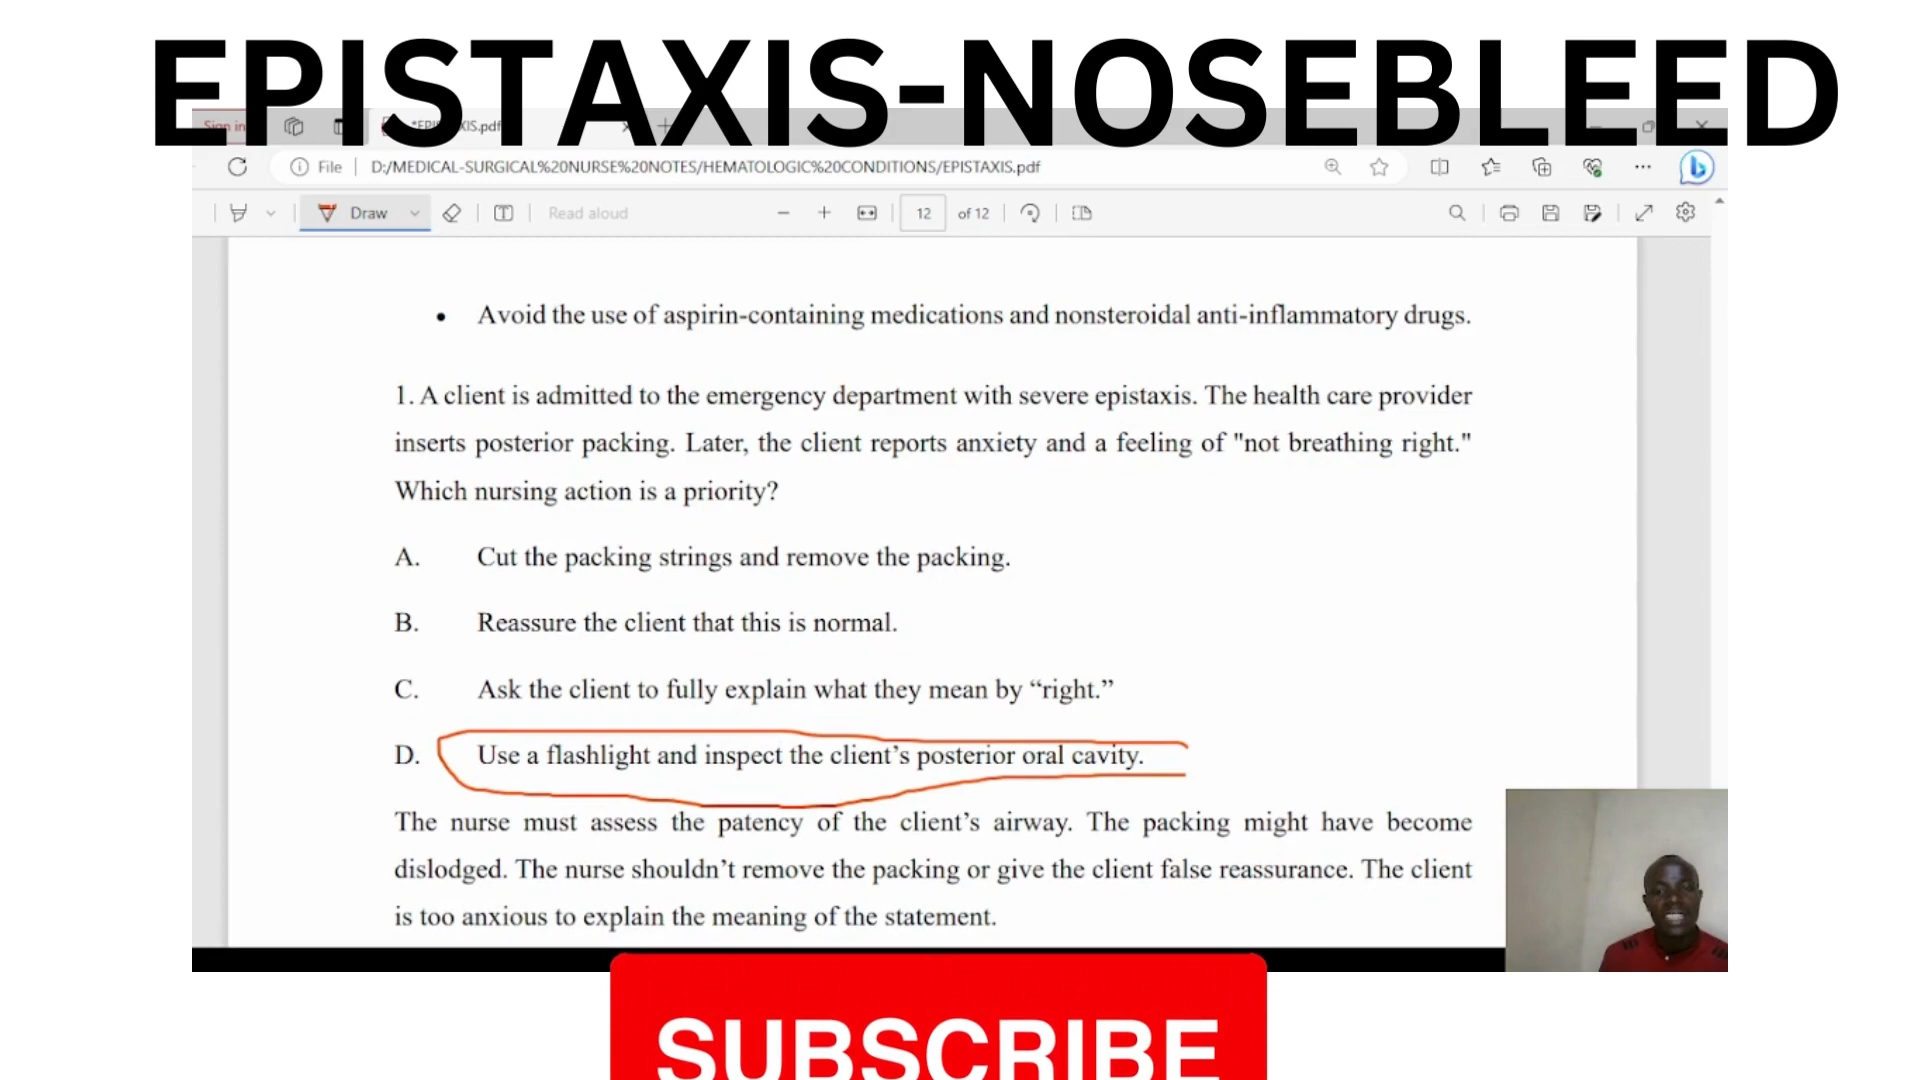 EPISTAXIS-NOSEBLEED
Sign in
File
D:/MEDICAL-SURGICAL%20NURSE%20NOTES/HEMATOLOGIC%20CONDITIONS/EPISTAXIS.pdf
Draw
Read aloud
12
of 12
• Avoid the use of aspirin-containing medications and nonsteroidal anti-inflammatory drugs.
1. A client is admitted to the emergency department with severe epistaxis. The health care provider
inserts posterior packing. Later, the client reports anxiety and a feeling of "not breathing right."
Which nursing action is a priority?
A. Cut the packing strings and remove the packing.
B. Reassure the client that this is normal.
C. Ask the client to fully explain what they mean by “right.”
D. Use a flashlight and inspect the client’s posterior oral cavity.
The nurse must assess the patency of the client’s airway. The packing might have become
dislodged. The nurse shouldn’t remove the packing or give the client false reassurance. The client
is too anxious to explain the meaning of the statement.
SUBSCRIBE